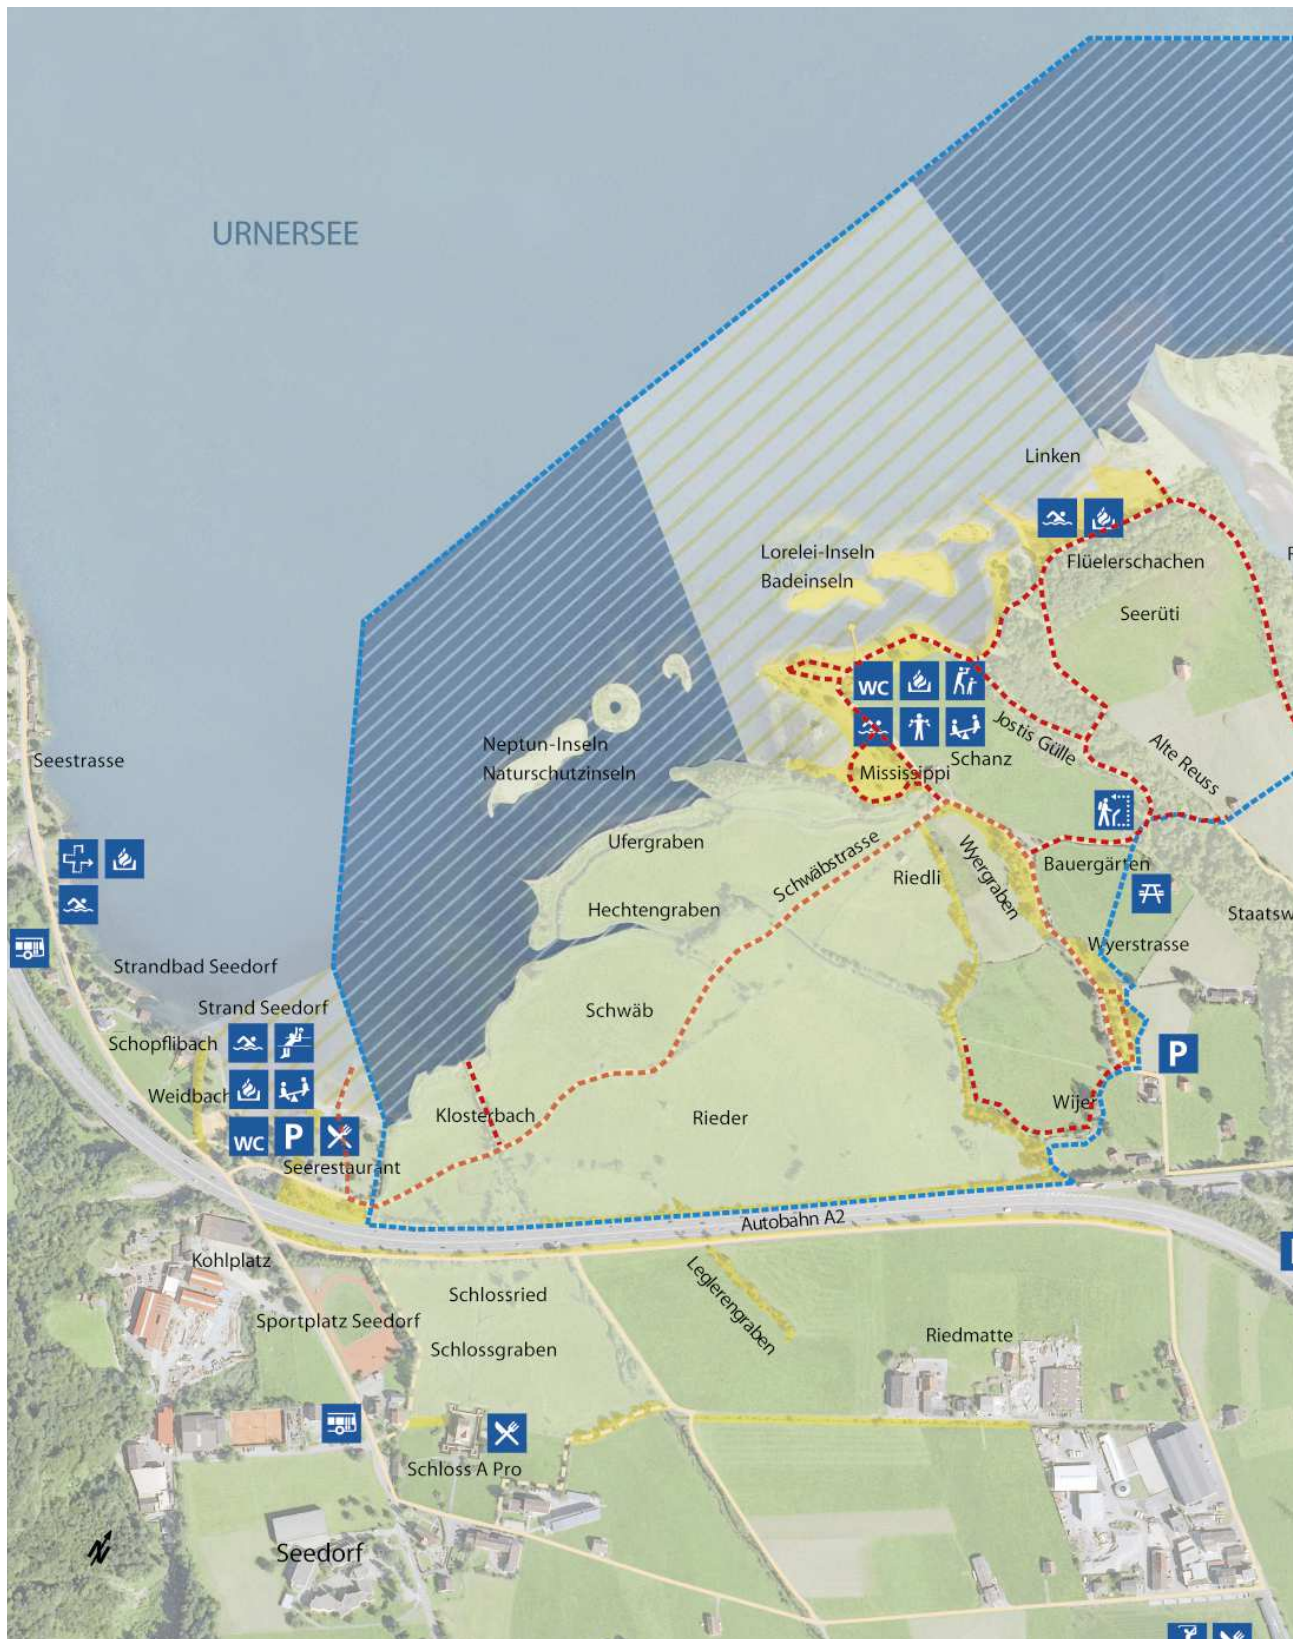 URNERSEE
Linken
Lorelei-Inseln
Badeinseln
Flüelerschachen
Seerüti
WC
Neptun-Inseln
Naturschutzinseln
Jostis Gülle
Alte Reuss
Schanz
Mississippi
Seestrasse
Ufergraben
Schwäbstrasse
Riedli
Wyergraben
Bauergärten
Hechtengraben
Staatsw
Wyerstrasse
Strandbad Seedorf
Strand Seedorf
Schwäb
Schopflibach
P
Weidbach
Klosterbach
Rieder
Wijer
WC
P
Seerestaurant
Autobahn A2
Kohlplatz
Schlossried
Leglerengraben
Sportplatz Seedorf
Schlossgraben
Riedmatte
Schloss A Pro
N
Seedorf